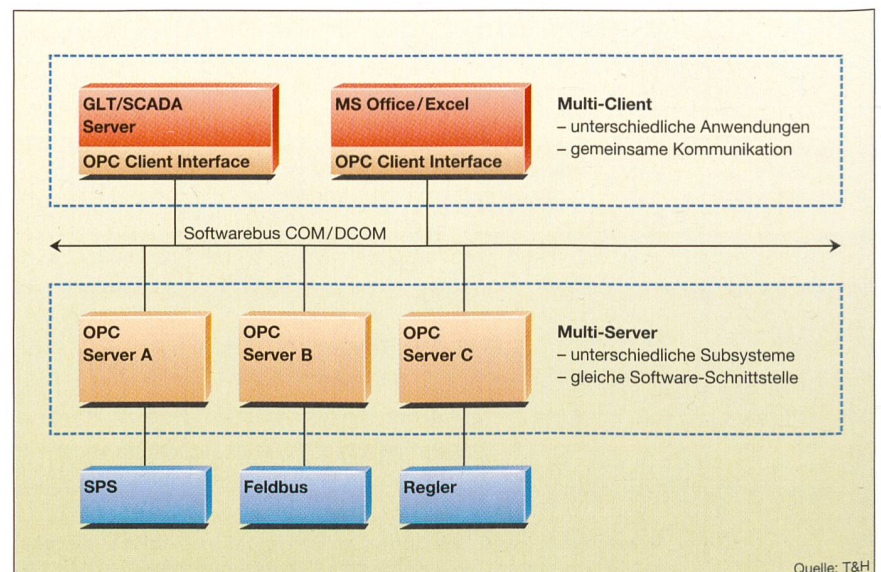 GLT/SCADA
Server
OPC Client Interface
MS Office/Excel
OPC Client Interface
Multi-Client
– unterschiedliche Anwendungen
– gemeinsame Kommunikation
Softwarebus COM/DCOM
OPC
Server A
OPC
Server B
OPC
Server C
Multi-Server
– unterschiedliche Subsysteme
– gleiche Software-Schnittstelle
SPS
Feldbus
Regler
Quelle: T&H